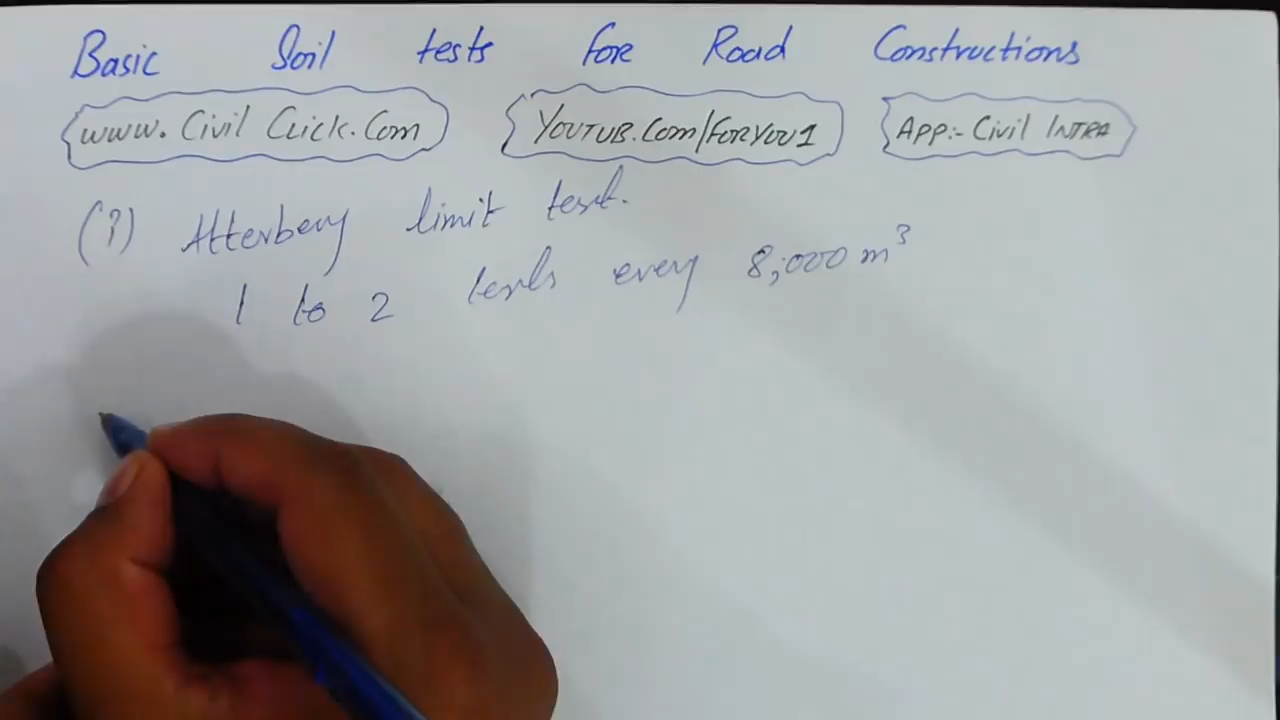 Basic Soil tests for Road Constructions
www. Civil Click.Com YOUTUB.Com/FORYOU1 APP:- Civil INTRA
(i) Atterberg limit test.
1 to 2 tests every 8,000 m³